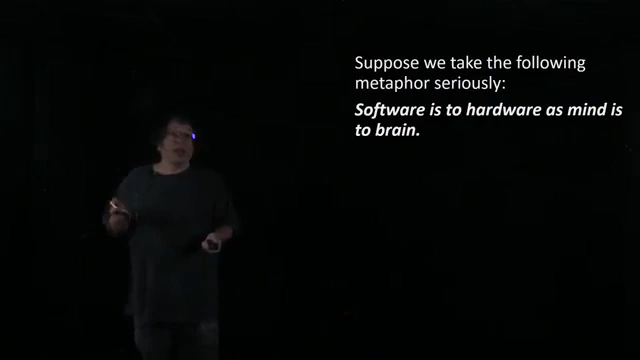 Suppose we take the following
metaphor seriously:
Software is to hardware as mind is
to brain.